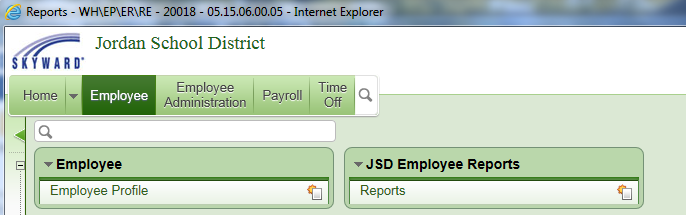 Reports - WH\EP\ER\RE - 20018 - 05.15.06.00.05 - Internet Explorer
SKYWARD®
Jordan School District
Home Employee Employee Administration Payroll Time Off
Employee
Employee Profile
JSD Employee Reports
Reports